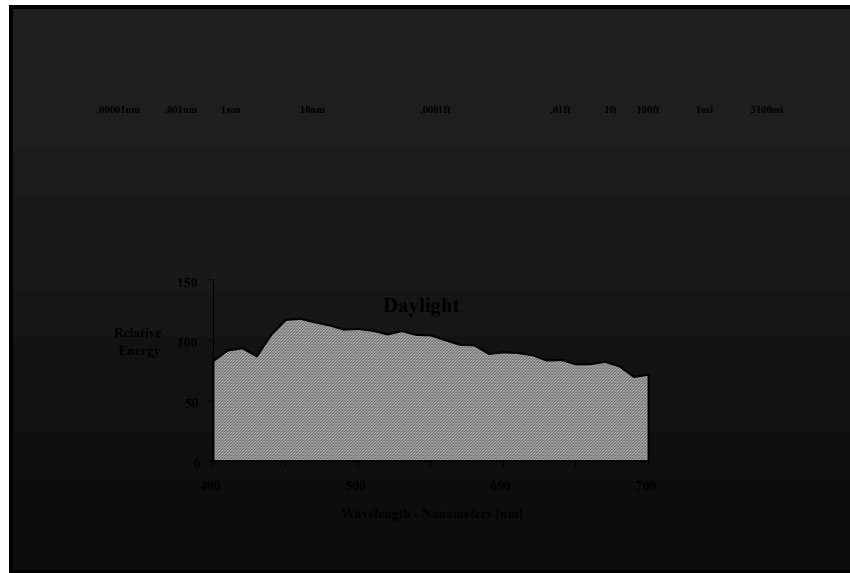 .00001nm .001nm 1nm 10nm .0001ft .01ft 1ft 100ft 1mi 3100mi
150
Daylight
Relative
Energy
100
50
0
400 500 600 700
Wavelength - Nanometers [nm]